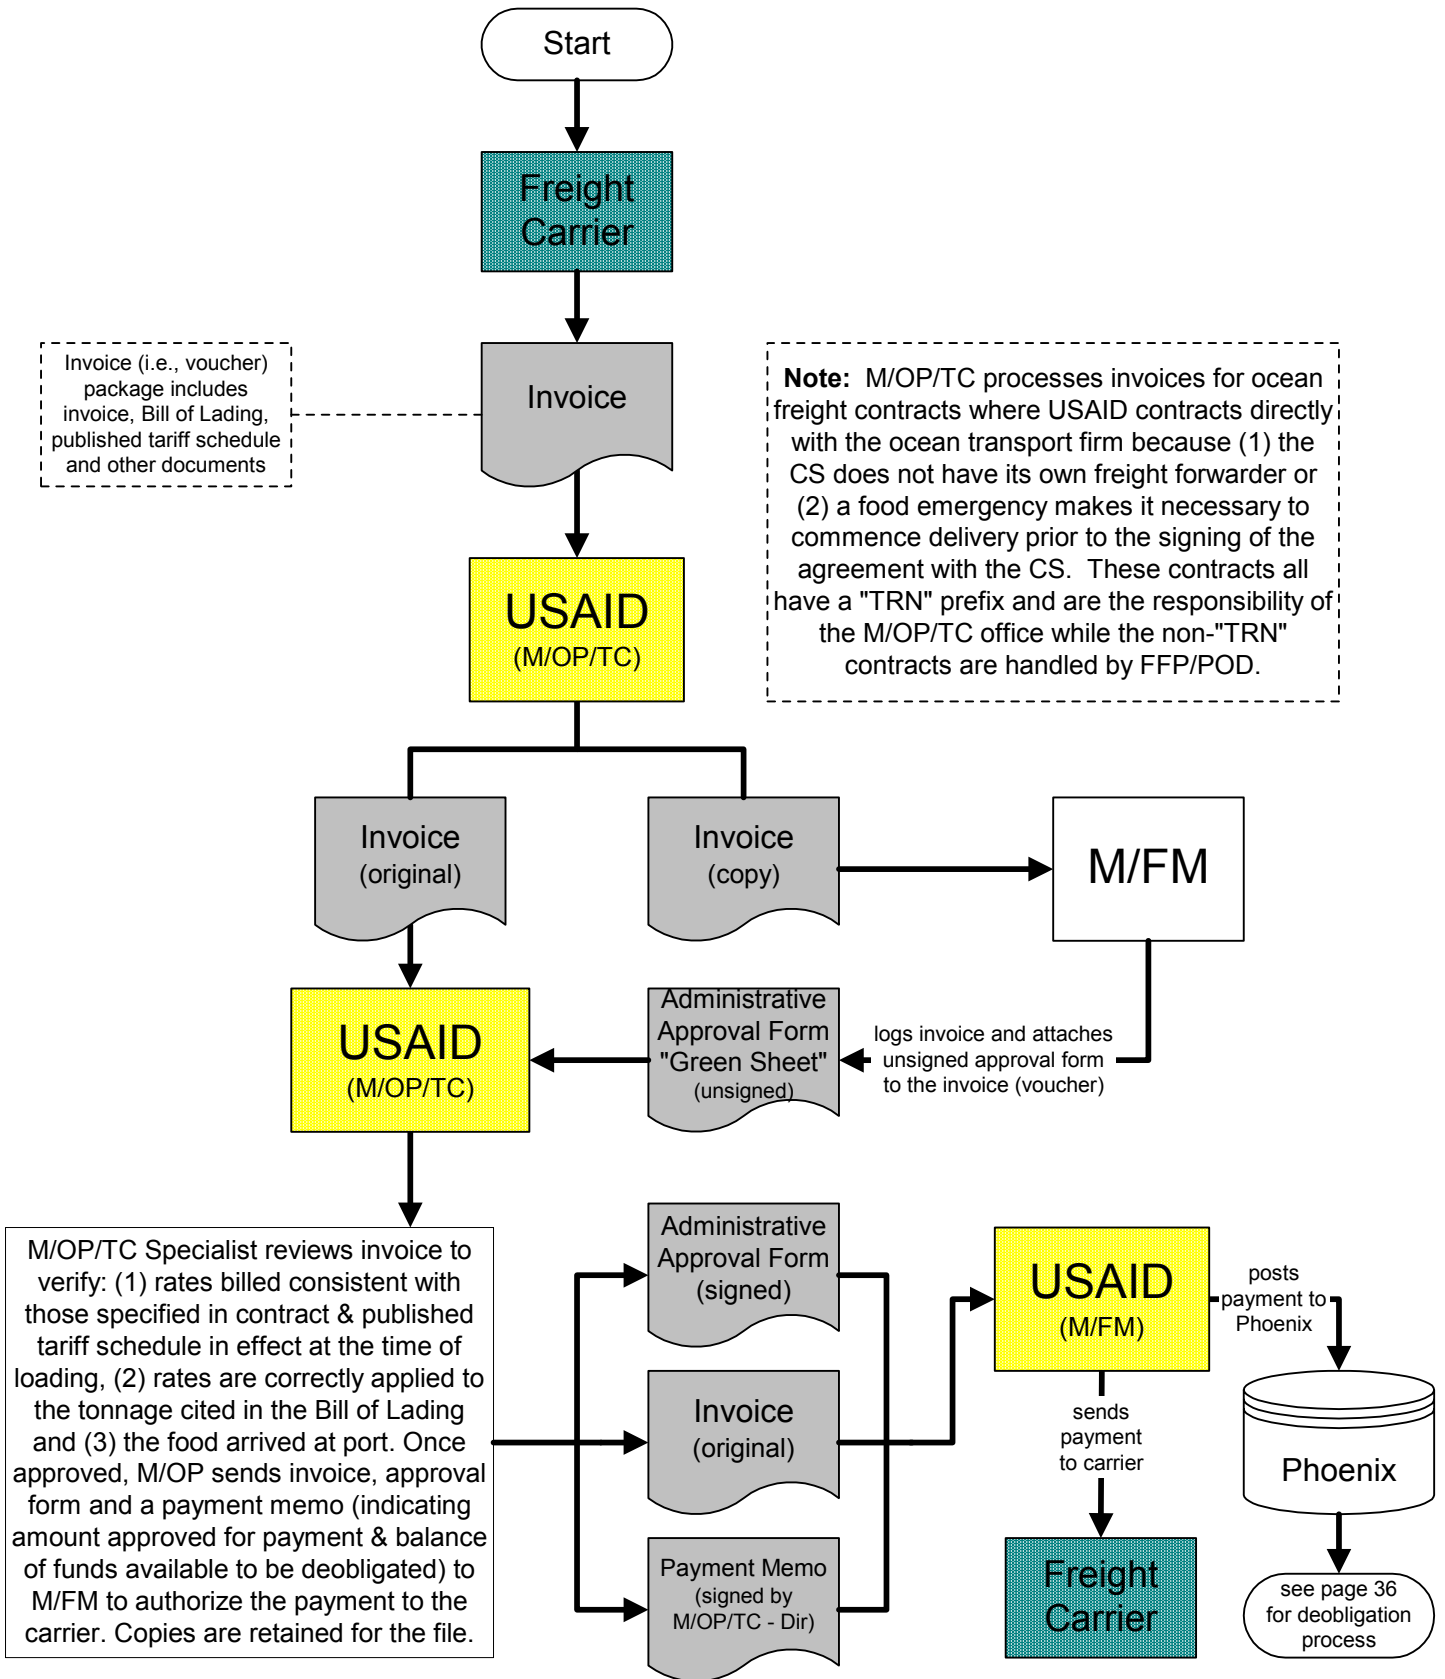 Start
Freight
Carrier
Invoice (i.e., voucher)
package includes
invoice, Bill of Lading,
published tariff schedule
and other documents
Invoice
Note: M/OP/TC processes invoices for ocean
freight contracts where USAID contracts directly
with the ocean transport firm because (1) the
CS does not have its own freight forwarder or
(2) a food emergency makes it necessary to
commence delivery prior to the signing of the
agreement with the CS. These contracts all
have a "TRN" prefix and are the responsibility of
the M/OP/TC office while the non-"TRN"
contracts are handled by FFP/POD.
USAID
(M/OP/TC)
Invoice
(original)
Invoice
(copy)
M/FM
USAID
(M/OP/TC)
Administrative
Approval Form
"Green Sheet"
(unsigned)
logs invoice and attaches
unsigned approval form
to the invoice (voucher)
M/OP/TC Specialist reviews invoice to
verify: (1) rates billed consistent with
those specified in contract & published
tariff schedule in effect at the time of
loading, (2) rates are correctly applied to
the tonnage cited in the Bill of Lading
and (3) the food arrived at port. Once
approved, M/OP sends invoice, approval
form and a payment memo (indicating
amount approved for payment & balance
of funds available to be deobligated) to
M/FM to authorize the payment to the
carrier. Copies are retained for the file.
Administrative
Approval Form
(signed)
Invoice
(original)
Payment Memo
(signed by
M/OP/TC - Dir)
USAID
(M/FM)
posts
payment to
Phoenix
sends
payment
to carrier
Phoenix
Freight
Carrier
see page 36
for deobligation
process